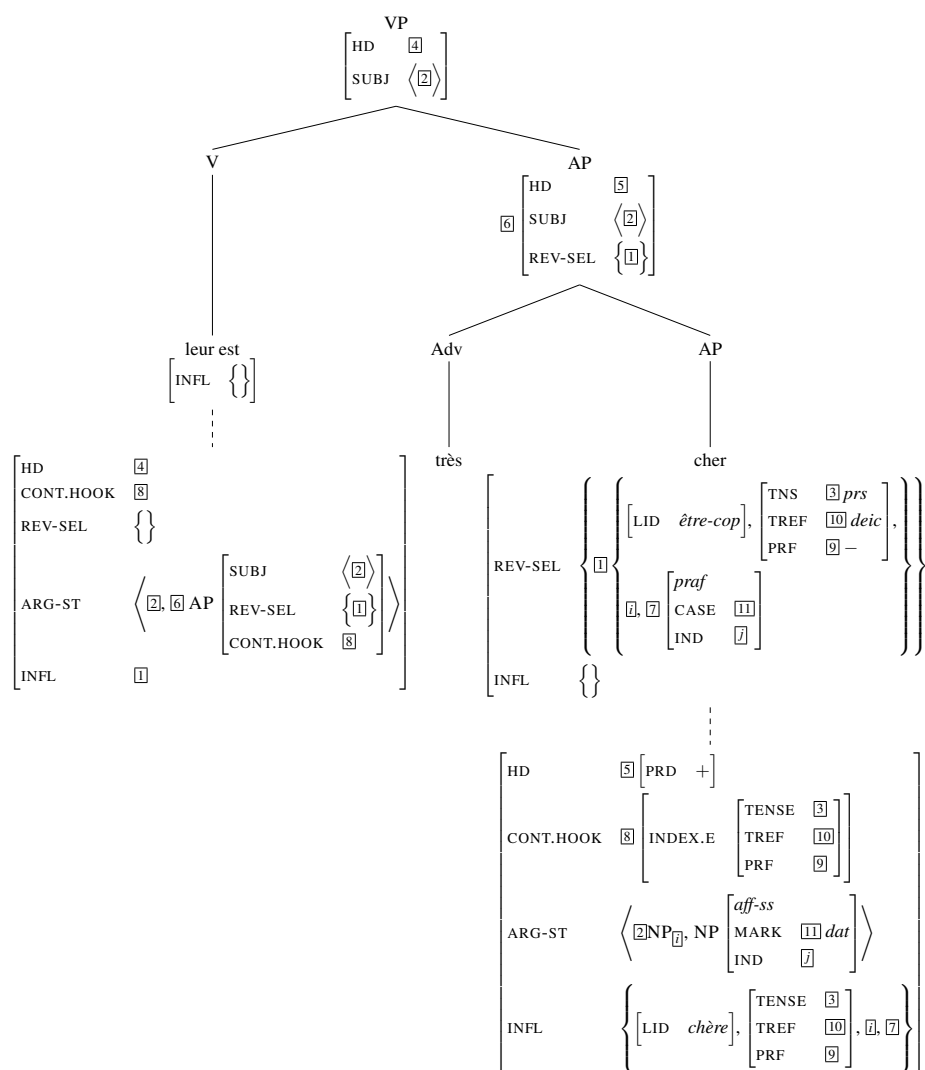 VP
[HD 4
SUBJ ⟨2⟩]
V AP
6 [HD 5
SUBJ ⟨2⟩
REV-SEL {1}]
leur est Adv AP
[INFL {}]
très cher
[HD 4
CONT.HOOK 8
REV-SEL {}
ARG-ST ⟨2, 6 AP [SUBJ ⟨2⟩
REV-SEL {1}
CONT.HOOK 8]⟩
INFL 1]
[REV-SEL {1 {[LID être-cop], [TNS 3 prs
TREF 10 deic
PRF 9 −],
i, 7 [praf
CASE 11
IND j]}}
INFL {}]
[HD 5 [PRD +]
CONT.HOOK 8 [INDEX.E [TENSE 3
TREF 10
PRF 9]]
ARG-ST ⟨2NPi, NP [aff-ss
MARK 11 dat
IND j]⟩
INFL {[LID chère], [TENSE 3
TREF 10
PRF 9], i, 7}]